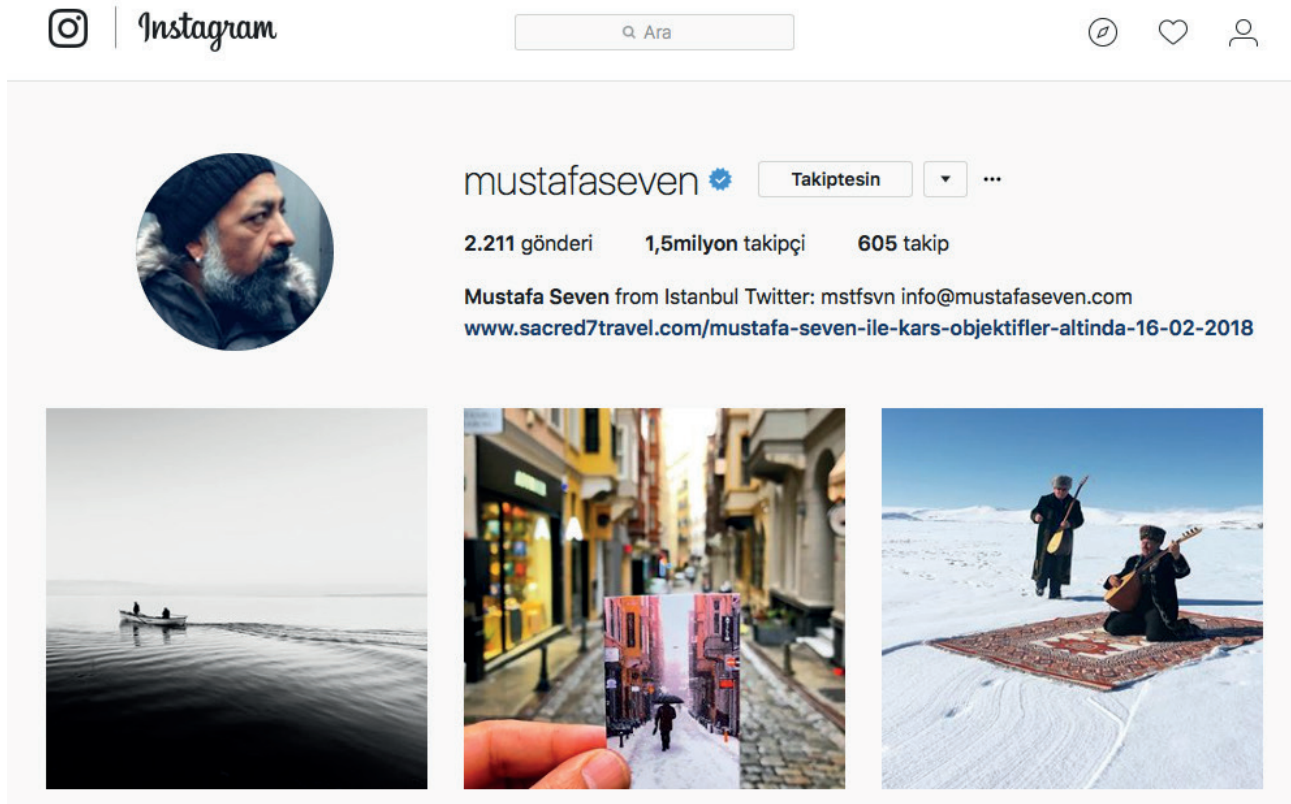 Instagram
Ara
mustafaseven Takiptesin
2.211 gönderi 1,5milyon takipçi 605 takip
Mustafa Seven from Istanbul Twitter: mstfsvn info@mustafaseven.com
www.sacred7travel.com/mustafa-seven-ile-kars-objektifler-altinda-16-02-2018